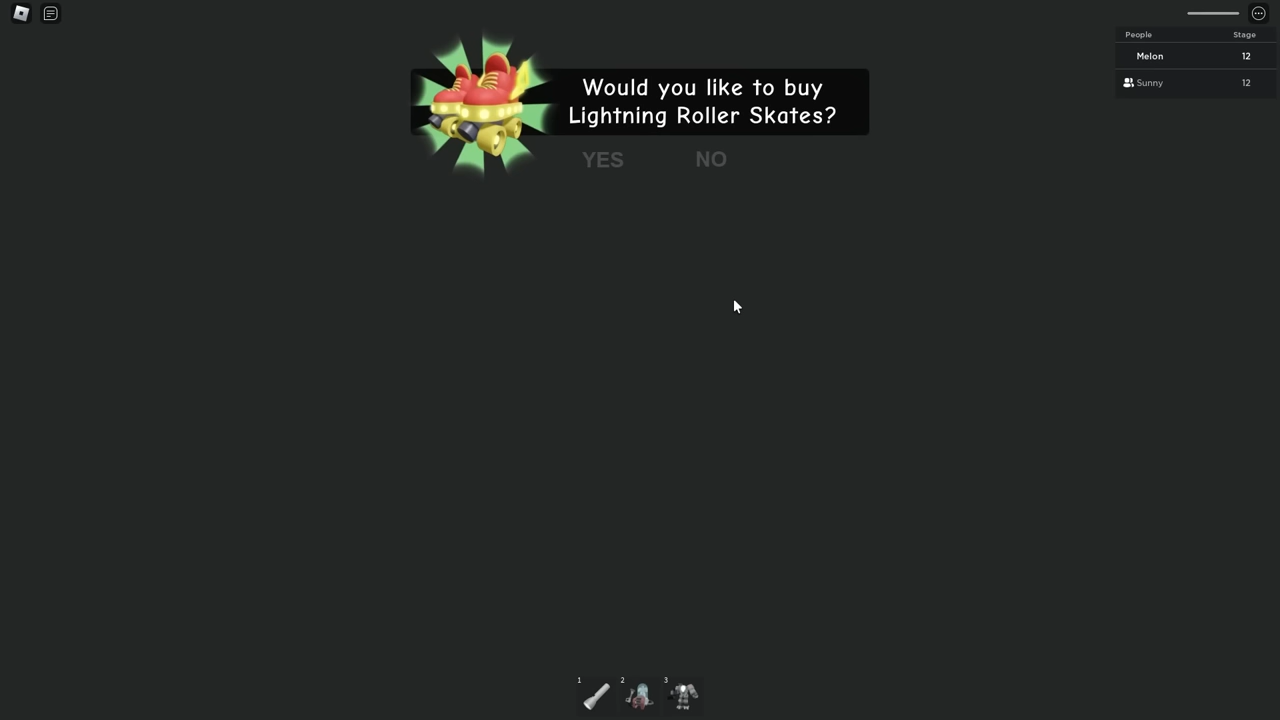 People Stage
Melon 12
Sunny 12
Would you like to buy
Lightning Roller Skates?
YES NO
1 2 3